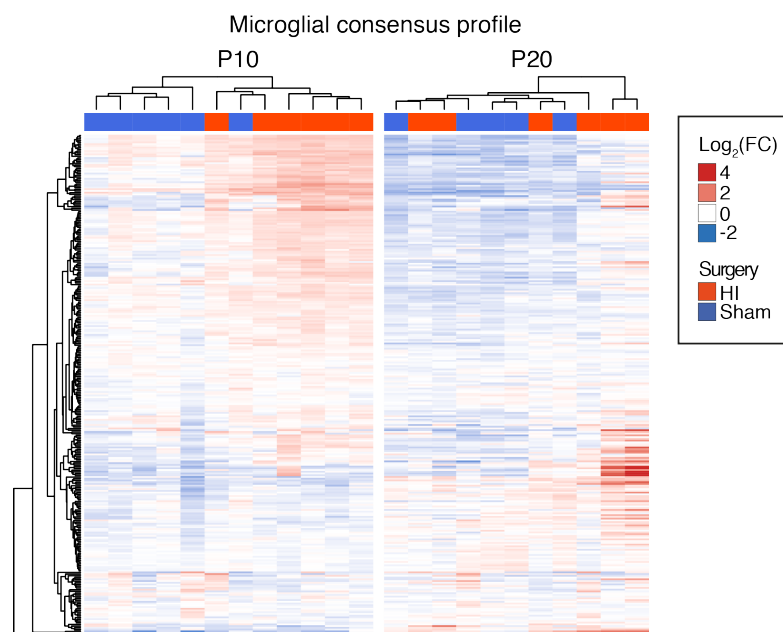 Microglial consensus profile
P10
P20
Log2(FC)
4
2
0
-2
Surgery
HI
Sham